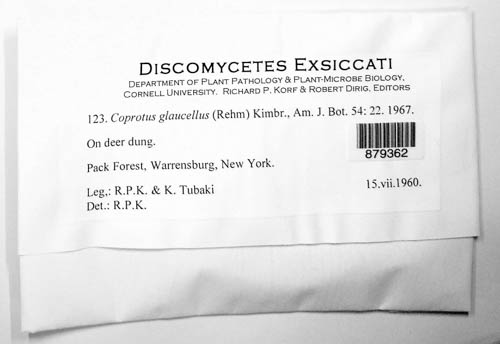 DISCOMYCETES EXSICCATI
DEPARTMENT OF PLANT PATHOLOGY & PLANT-MICROBE BIOLOGY,
CORNELL UNIVERSITY. RICHARD P. KORF & ROBERT DIRIG, EDITORS
123. Coprotus glaucellus (Rehm) Kimbr., Am. J. Bot. 54: 22. 1967.
On deer dung.
Pack Forest, Warrensburg, New York.
879362
Leg,: R.P.K. & K. Tubaki 15.vii.1960.
Det.: R.P.K.